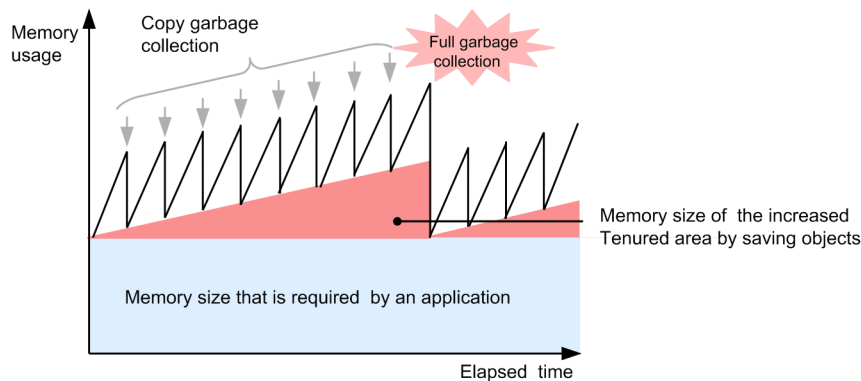 Copy garbage
collection
Memory
usage
Full garbage
collection
Memory size of the increased
Tenured area by saving objects
Memory size that is required by an application
Elapsed time